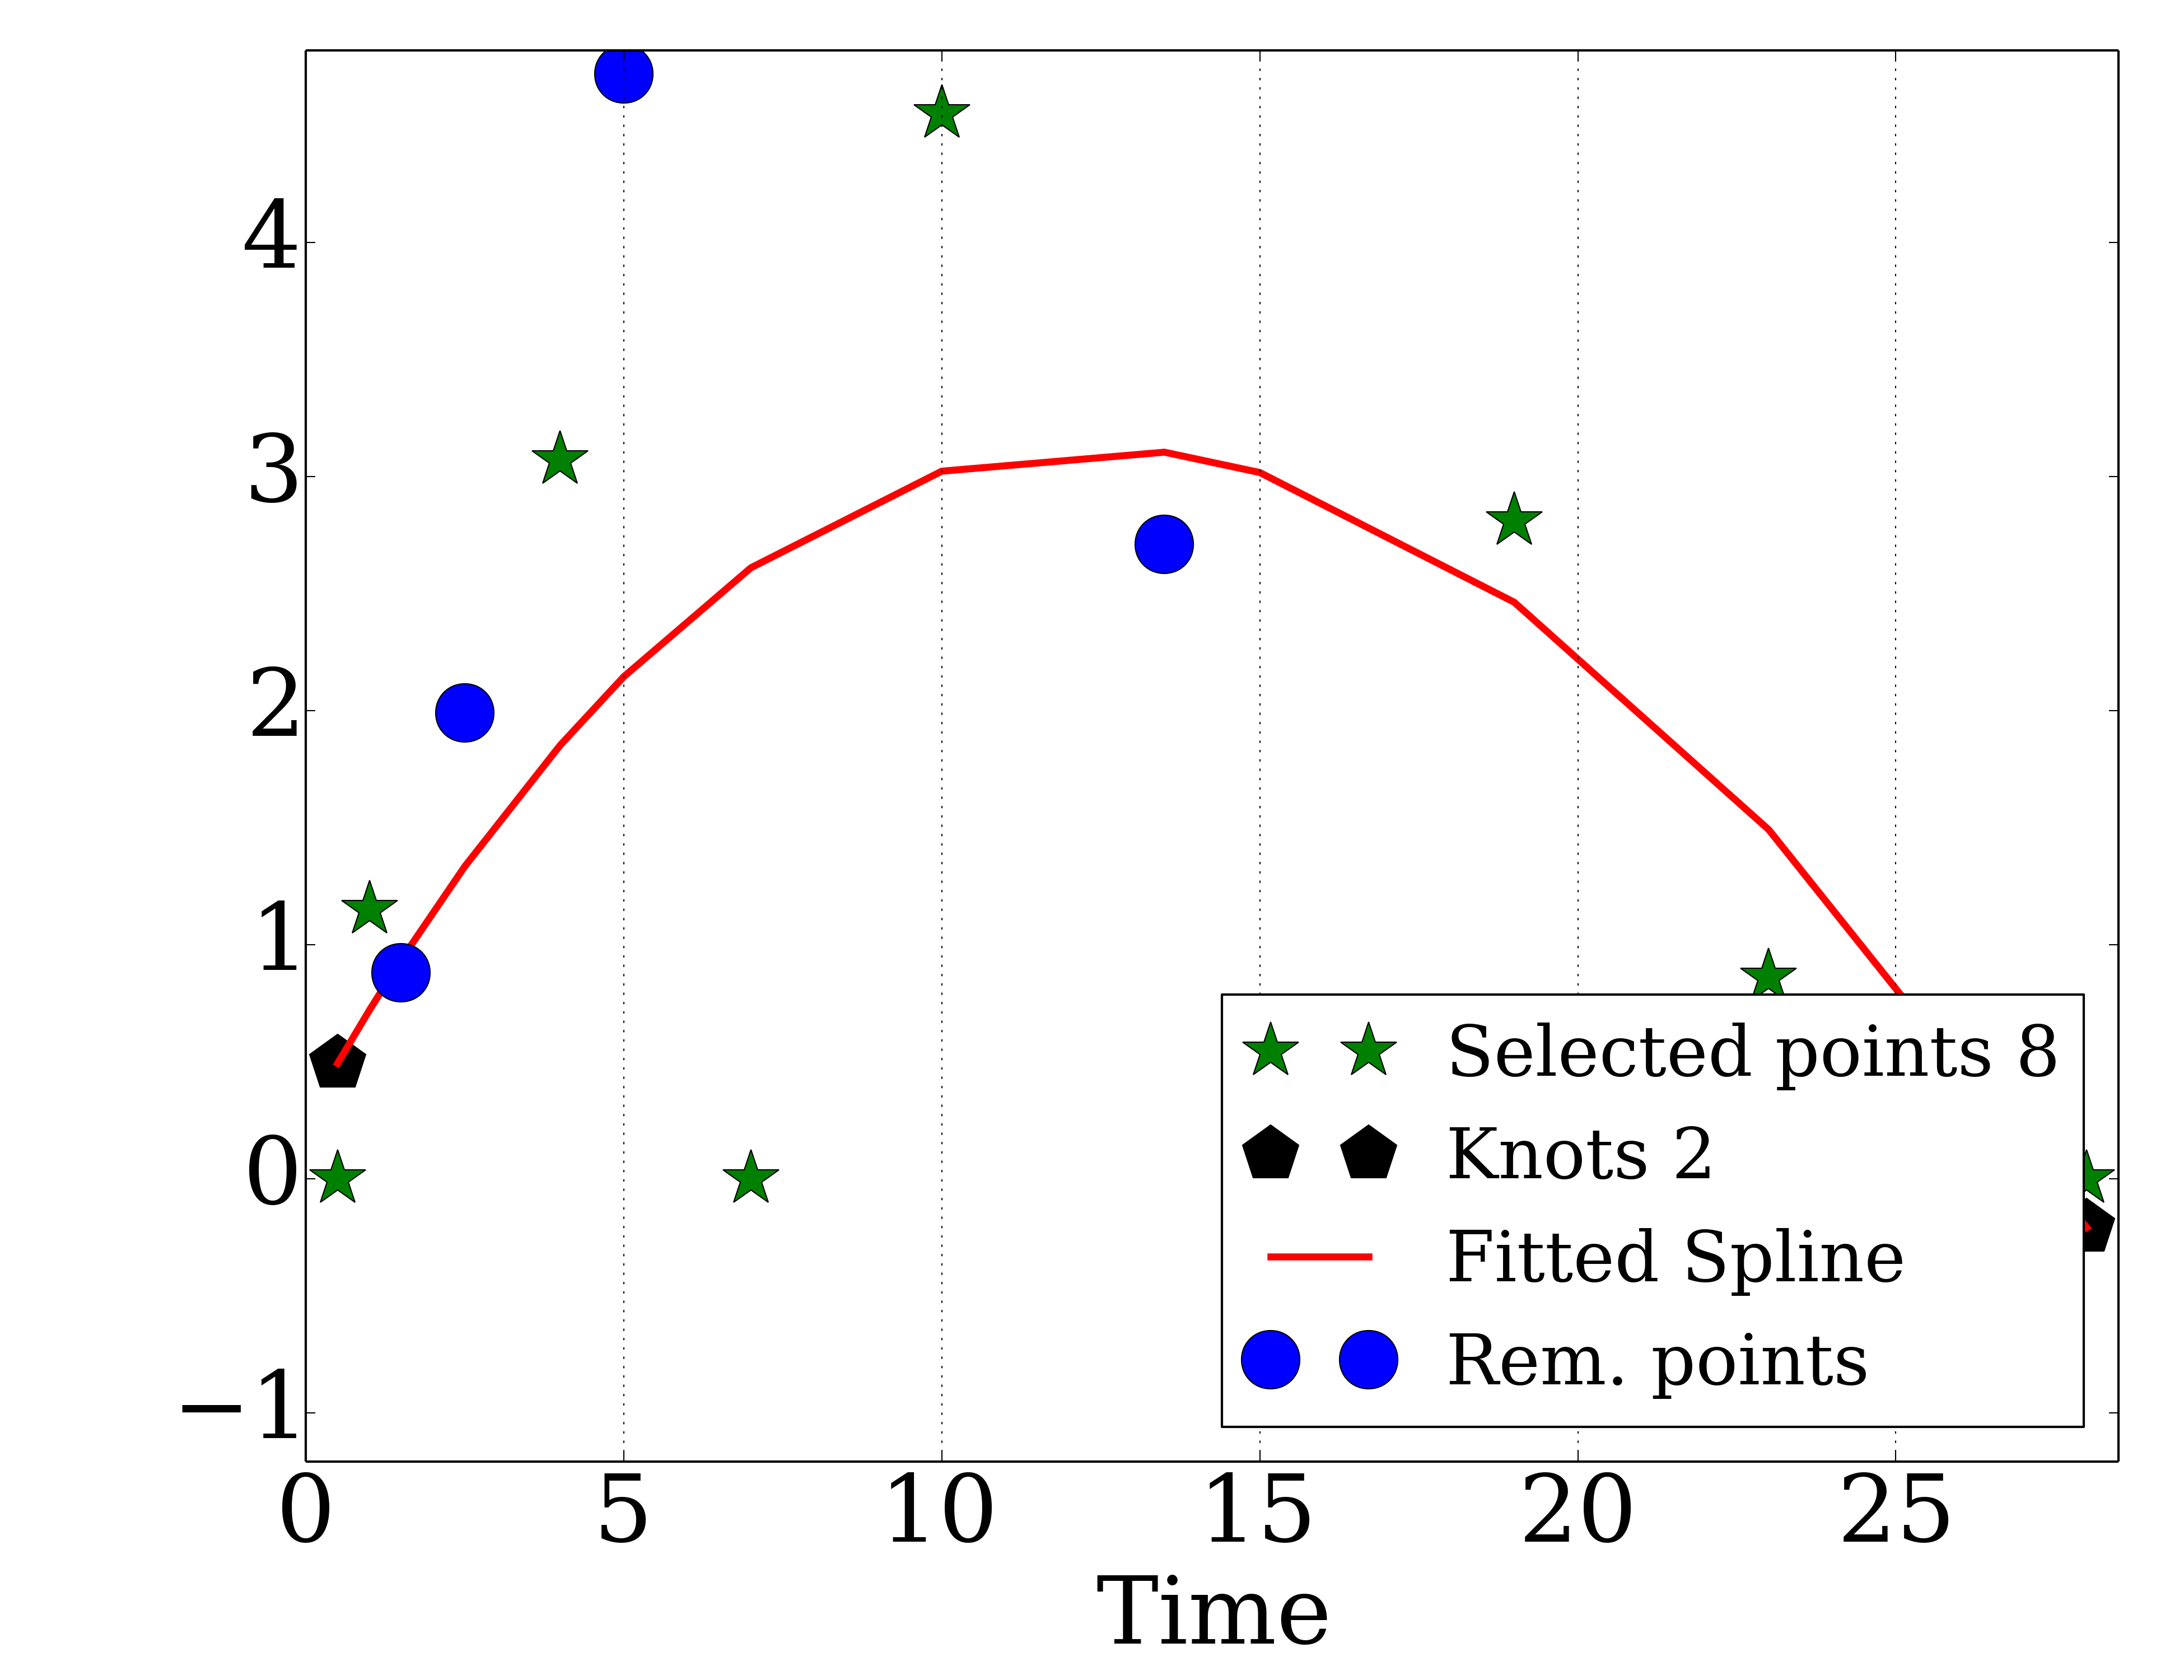 4
3
2
1
0
−1
Selected points 8
Knots 2
Fitted Spline
Rem. points
0 5 10 15 20 25
Time